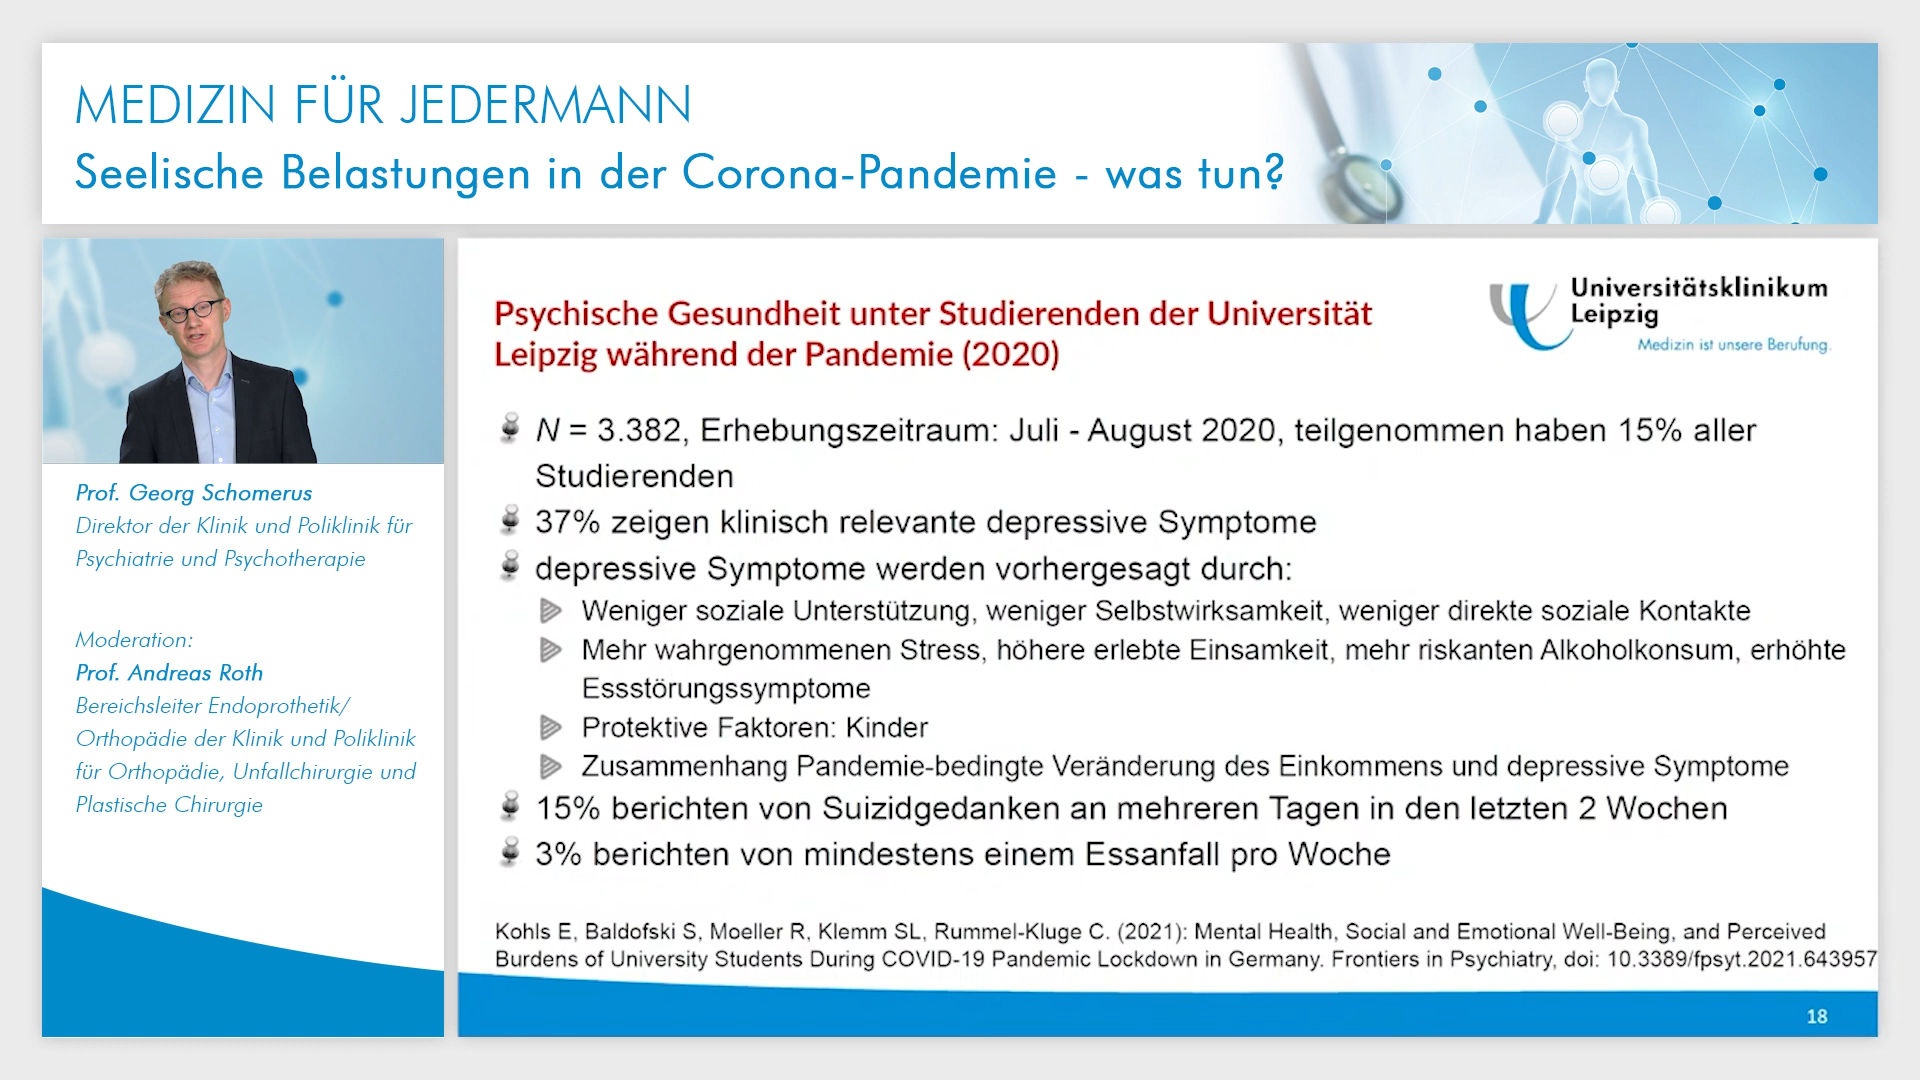 MEDIZIN FÜR JEDERMANN
Seelische Belastungen in der Corona-Pandemie - was tun?
Prof. Georg Schomerus
Direktor der Klinik und Poliklinik für
Psychiatrie und Psychotherapie
Moderation:
Prof. Andreas Roth
Bereichsleiter Endoprothetik/
Orthopädie der Klinik und Poliklinik
für Orthopädie, Unfallchirurgie und
Plastische Chirurgie
Universitätsklinikum
Leipzig
Medizin ist unsere Berufung.
Psychische Gesundheit unter Studierenden der Universität
Leipzig während der Pandemie (2020)
N = 3.382, Erhebungszeitraum: Juli - August 2020, teilgenommen haben 15% aller
Studierenden
37% zeigen klinisch relevante depressive Symptome
depressive Symptome werden vorhergesagt durch:
Weniger soziale Unterstützung, weniger Selbstwirksamkeit, weniger direkte soziale Kontakte
Mehr wahrgenommenen Stress, höhere erlebte Einsamkeit, mehr riskanten Alkoholkonsum, erhöhte
Essstörungssymptome
Protektive Faktoren: Kinder
Zusammenhang Pandemie-bedingte Veränderung des Einkommens und depressive Symptome
15% berichten von Suizidgedanken an mehreren Tagen in den letzten 2 Wochen
3% berichten von mindestens einem Essanfall pro Woche
Kohls E, Baldofski S, Moeller R, Klemm SL, Rummel-Kluge C. (2021): Mental Health, Social and Emotional Well-Being, and Perceived
Burdens of University Students During COVID-19 Pandemic Lockdown in Germany. Frontiers in Psychiatry, doi: 10.3389/fpsyt.2021.643957
18